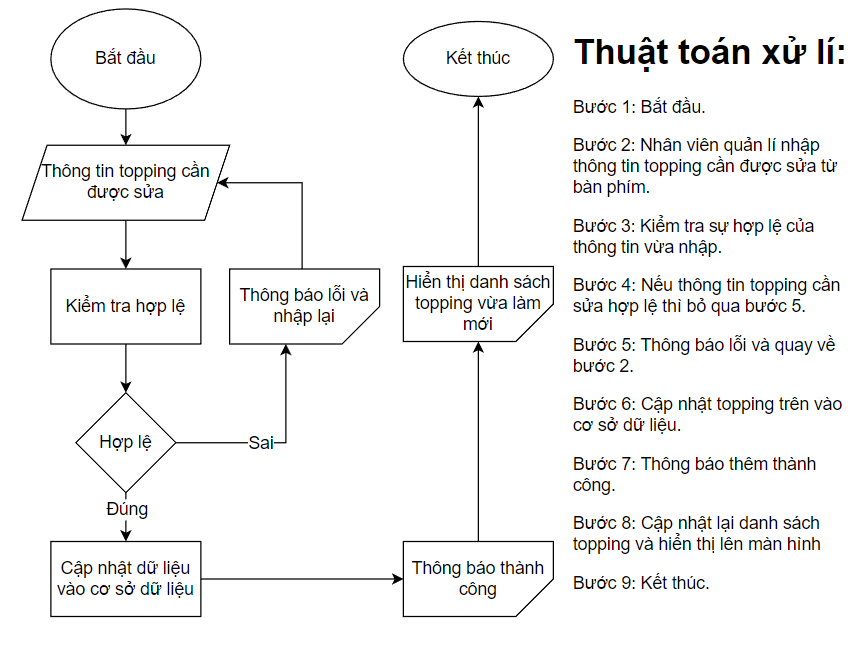 Bắt đầu
Thông tin topping cần
được sửa
Kiểm tra hợp lệ
Thông báo lỗi và
nhập lại
Hợp lệ
Sai
Đúng
Cập nhật dữ liệu
vào cơ sở dữ liệu
Thông báo thành
công
Hiển thị danh sách
topping vừa làm
mới
Kết thúc
Thuật toán xử lí:
Bước 1: Bắt đầu.
Bước 2: Nhân viên quản lí nhập
thông tin topping cần được sửa từ
bàn phím.
Bước 3: Kiểm tra sự hợp lệ của
thông tin vừa nhập.
Bước 4: Nếu thông tin topping cần
sửa hợp lệ thì bỏ qua bước 5.
Bước 5: Thông báo lỗi và quay về
bước 2.
Bước 6: Cập nhật topping trên vào
cơ sở dữ liệu.
Bước 7: Thông báo thêm thành
công.
Bước 8: Cập nhật lại danh sách
topping và hiển thị lên màn hình
Bước 9: Kết thúc.